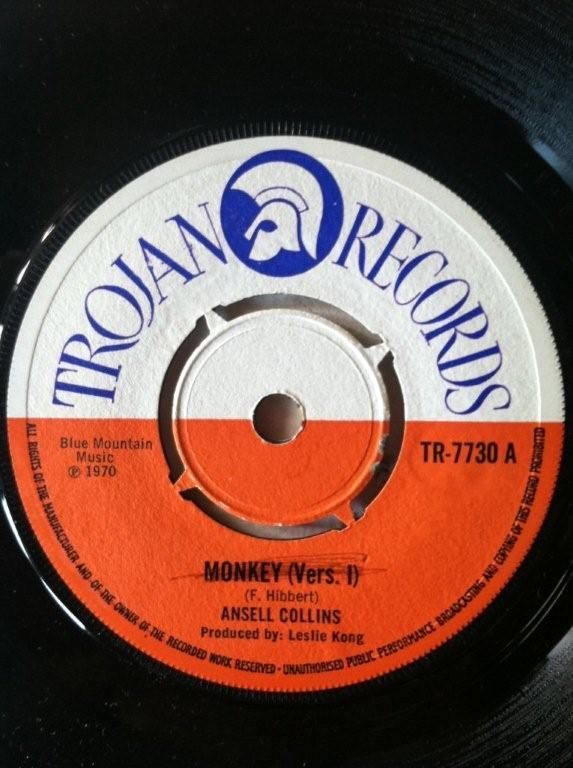 TROJAN RECORDS
Blue Mountain
Music
℗ 1970
TR-7730 A
MONKEY (Vers. I)
(F. Hibbert)
ANSELL COLLINS
Produced by: Leslie Kong
ALL RIGHTS OF THE MANUFACTURER AND OF THE OWNER OF THE RECORDED WORK RESERVED - UNAUTHORISED PUBLIC PERFORMANCE BROADCASTING AND COPYING OF THIS RECORD PROHIBITED